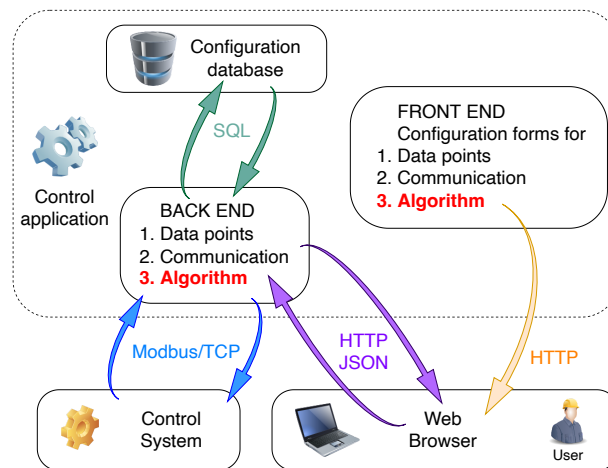 Configuration
database
SQL
FRONT END
Configuration forms for
1. Data points
2. Communication
3. Algorithm
Control
application
BACK END
1. Data points
2. Communication
3. Algorithm
Modbus/TCP
HTTP
JSON
HTTP
Control
System
Web
Browser
User